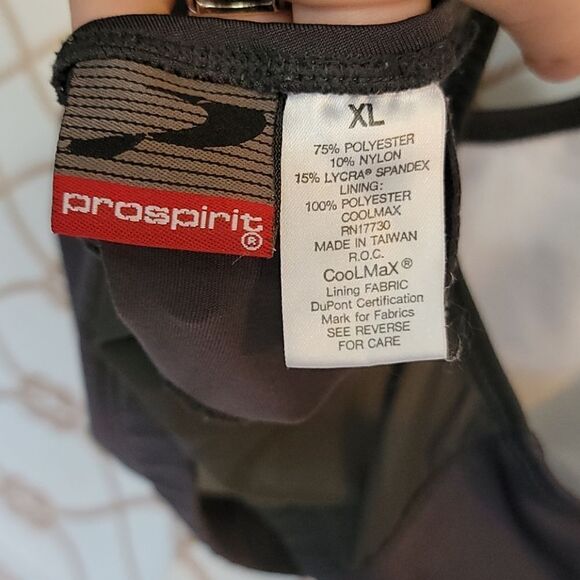 prospirit®
XL
75% POLYESTER
10% NYLON
15% LYCRA® SPANDEX
LINING:
100% POLYESTER
COOLMAX
RN17730
MADE IN TAIWAN
R.O.C.
CooLMaX®
Lining FABRIC
DuPont Certification
Mark for Fabrics
SEE REVERSE
FOR CARE